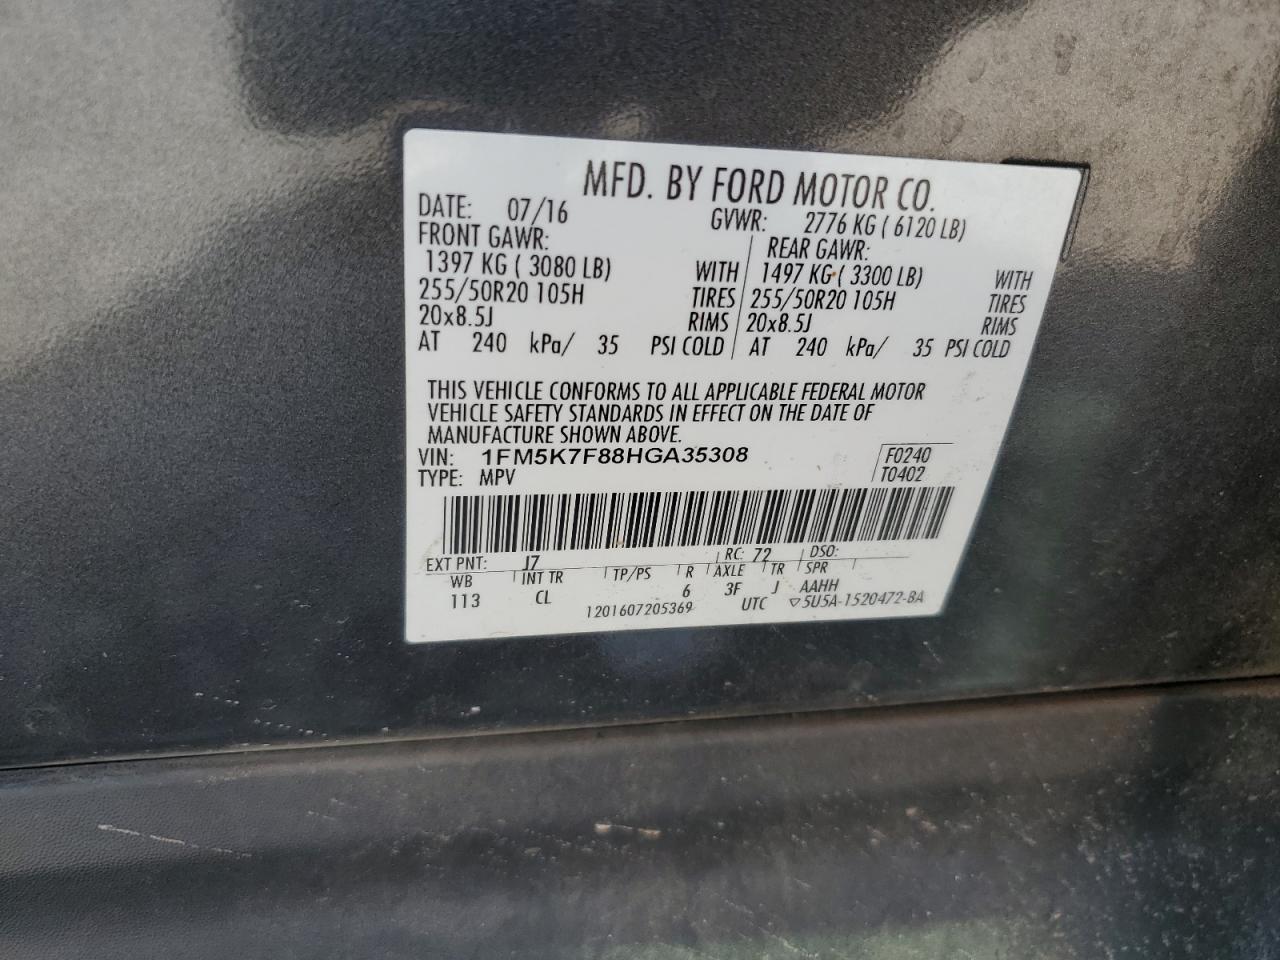 MFD. BY FORD MOTOR CO.
DATE: 07/16 GVWR: 2776 KG ( 6120 LB)
FRONT GAWR: REAR GAWR:
1397 KG ( 3080 LB) WITH 1497 KG ( 3300 LB) WITH
255/50R20 105H TIRES 255/50R20 105H TIRES
20x8.5J RIMS 20x8.5J RIMS
AT 240 kPa/ 35 PSI COLD AT 240 kPa/ 35 PSI COLD
THIS VEHICLE CONFORMS TO ALL APPLICABLE FEDERAL MOTOR
VEHICLE SAFETY STANDARDS IN EFFECT ON THE DATE OF
MANUFACTURE SHOWN ABOVE.
VIN: 1FM5K7F88HGA35308 F0240
TYPE: MPV T0402
EXT PNT: J7 RC: 72 DSO:
WB INT TR TP/PS R AXLE TR SPR
113 CL 6 3F J AAHH
1201607205369 UTC ▽5U5A-1520472-BA